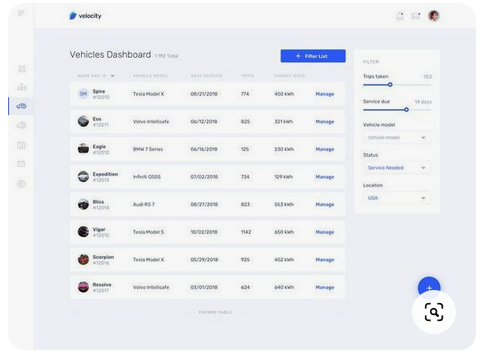 velocity
Vehicles Dashboard
Total
+ Filter List
NAME AND ID VEHICLE MODEL NEXT SERVICE TRIPS ENERGY USED
SM Spire #12010 Tesla Model X 08/21/2018 774 450 kWh Manage
Eos #12011 Volvo Intellisafe 06/12/2018 825 321 kWh Manage
Eagle #12012 BMW 7 Series 06/16/2018 125 230 kWh Manage
Expedition #12013 Infiniti Q50S 07/02/2018 734 129 kWh Manage
Bliss #12014 Audi RS 7 08/27/2018 823 553 kWh Manage
Vigor #12015 Tesla Model S 10/02/2018 1142 650 kWh Manage
Scorpion #12016 Tesla Model X 05/29/2018 925 452 kWh Manage
Resolve #12017 Volvo Intellisafe 03/01/2018 624 640 kWh Manage
EXPAND TABLE
FILTER
Trips taken 753
Service due 14 days
Vehicle model
Vehicle model
Status
Service Needed
Location
USA